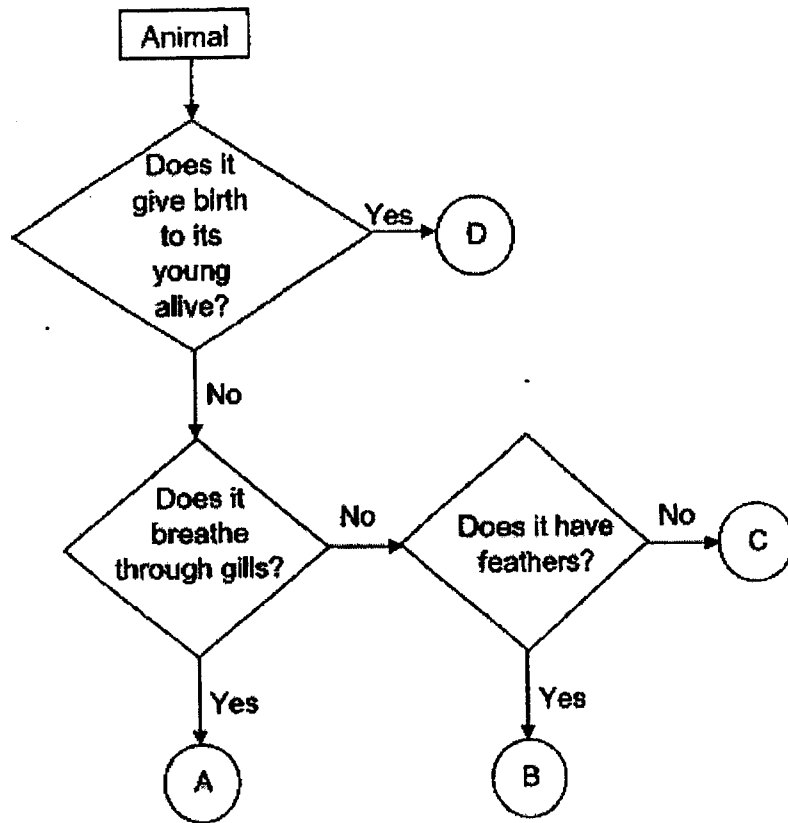 Animal
Does it
give birth
to its
young
alive?
Yes
D
No
Does it
breathe
through gills?
No
Does it have
feathers?
No
C
Yes
A
Yes
B